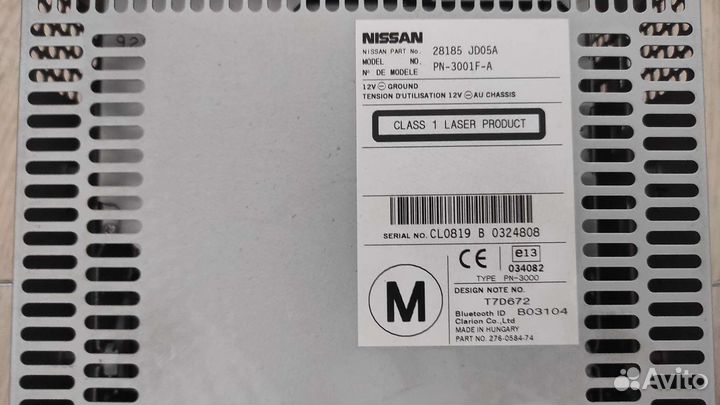 92
NISSAN
NISSAN PART No. 28185 JD05A
MODEL NO. PN-3001F-A
N° DE MODELE
12V ⊖ GROUND
TENSION D'UTILISATION 12V ⊖ AU CHASSIS
CLASS 1 LASER PRODUCT
SERIAL NO. CL0819 B 0324808
CE
e13
034082
TYPE PN-3000
M
DESIGN NOTE NO.
T7D672
Bluetooth ID B03104
Clarion Co., Ltd
MADE IN HUNGARY
PART NO. 276-0584-74
Avito